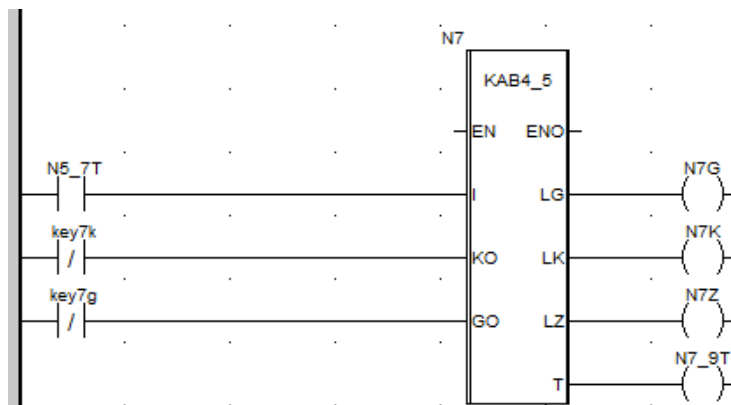 N7
KAB4_5
EN ENO
N5_7T
N7G
I LG
key7k
N7K
KO LK
key7g
N7Z
GO LZ
N7_9T
T